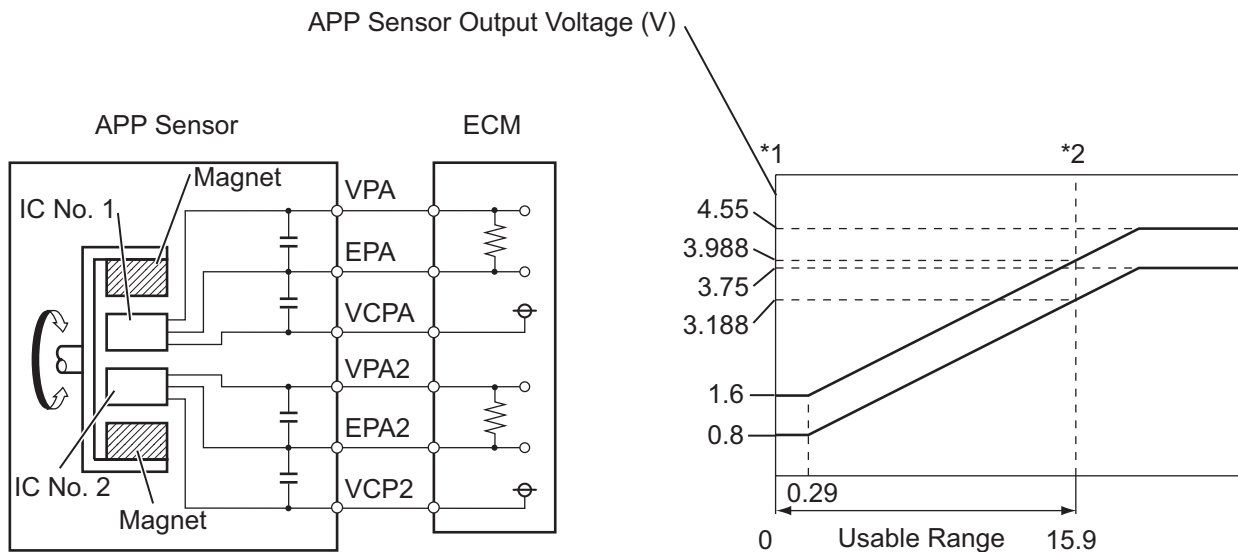 APP Sensor Output Voltage (V)
APP Sensor
ECM
Magnet
IC No. 1
VPA
EPA
VCPA
VPA2
EPA2
VCP2
IC No. 2
Magnet
*1
*2
4.55
3.988
3.75
3.188
1.6
0.8
0.29
0
Usable Range
15.9